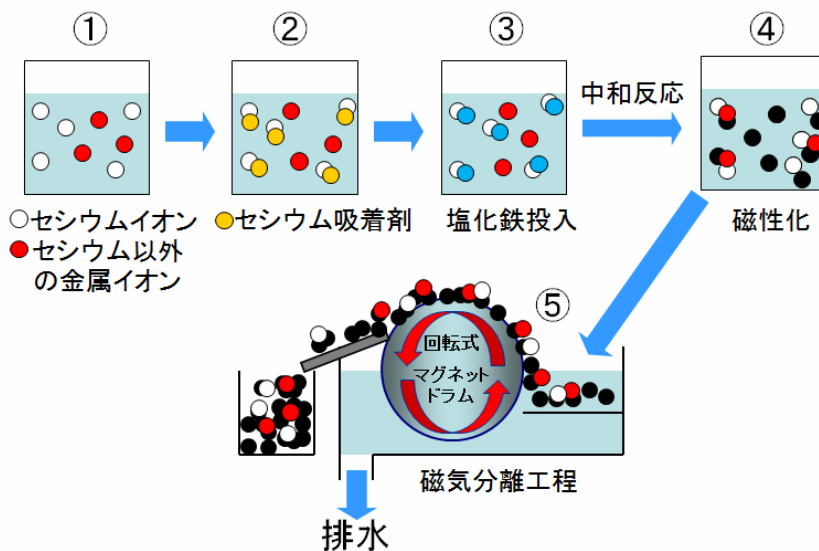 ①
②
③
④
中和反応
セシウムイオン
セシウム以外
の金属イオン
セシウム吸着剤
塩化鉄投入
磁性化
⑤
回転式
マグネット
ドラム
磁気分離工程
排水